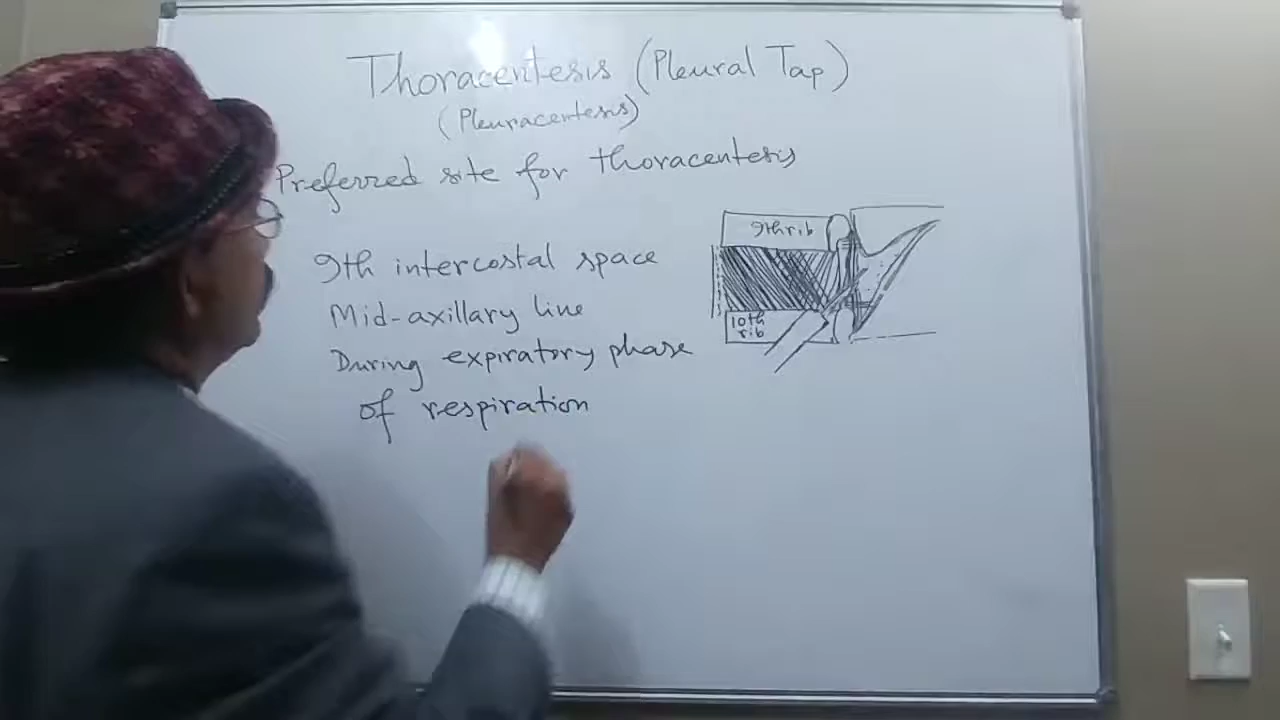 Thoracentesis (Pleural Tap)
(Pleuracentesis)
Preferred site for thoracentesis
9th intercostal space
Mid-axillary line
During expiratory phase
of respiration
9th rib
10th
rib